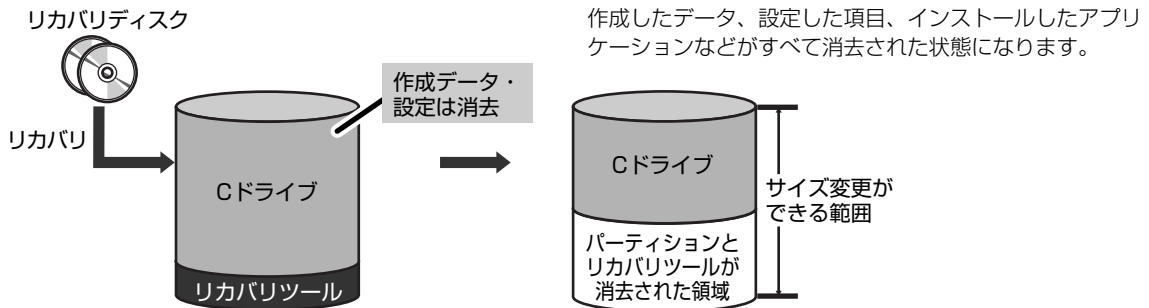 リカバリディスク
作成したデータ、設定した項目、インストールしたアプリ
ケーションなどがすべて消去された状態になります。
作成データ・
設定は消去
リカバリ
Cドライブ
リカバリツール
Cドライブ
サイズ変更が
できる範囲
パーティションと
リカバリツールが
消去された領域